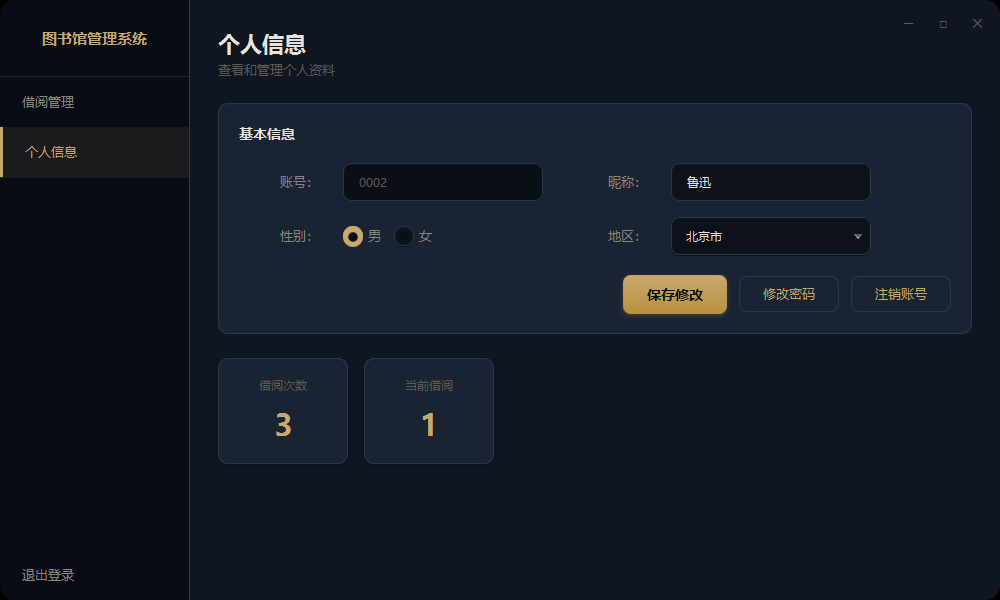 图书馆管理系统
借阅管理
个人信息
退出登录
个人信息
查看和管理个人资料
基本信息
账号： 0002 昵称： 鲁迅
性别： 男 女 地区： 北京市
保存修改 修改密码 注销账号
借阅次数 当前借阅
3 1